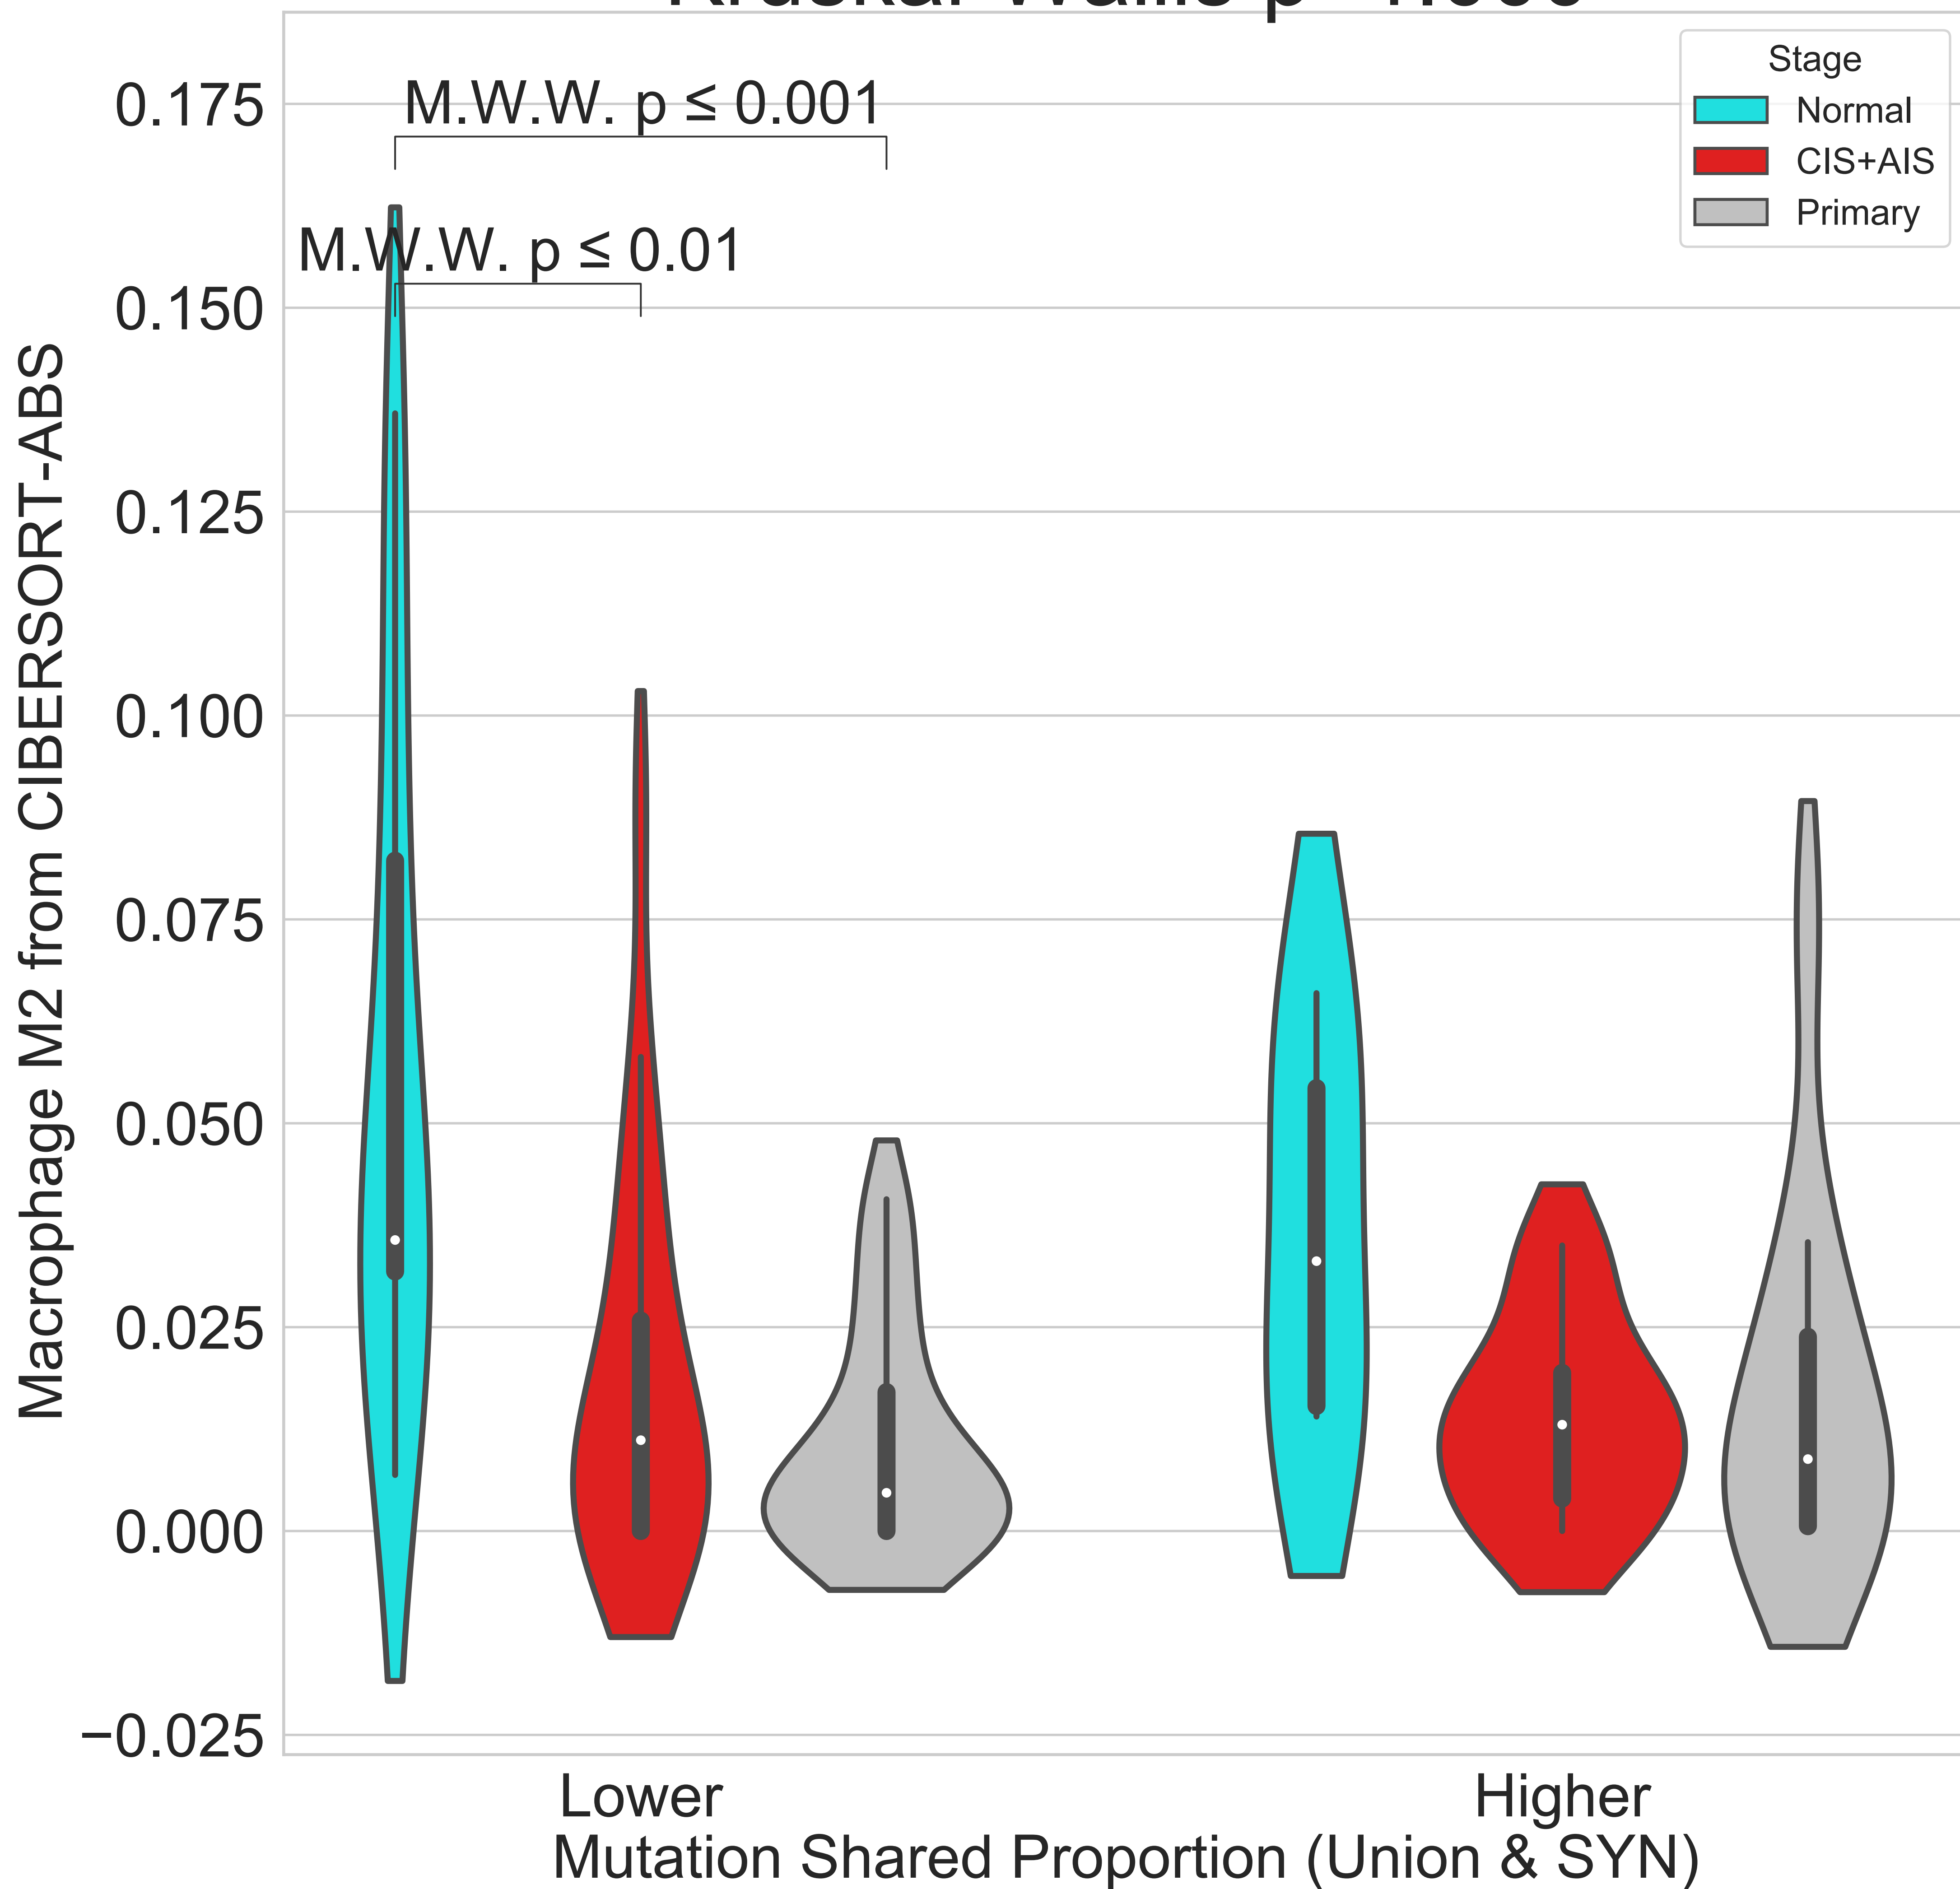 Stage
Normal
CIS+AIS
Primary
M.W.W. p ≤ 0.001
M.W.W. p ≤ 0.01
0.175
0.150
0.125
0.100
0.075
0.050
0.025
0.000
−0.025
Macrophage M2 from CIBERSORT-ABS
Lower
Higher
Mutation Shared Proportion (Union & SYN)